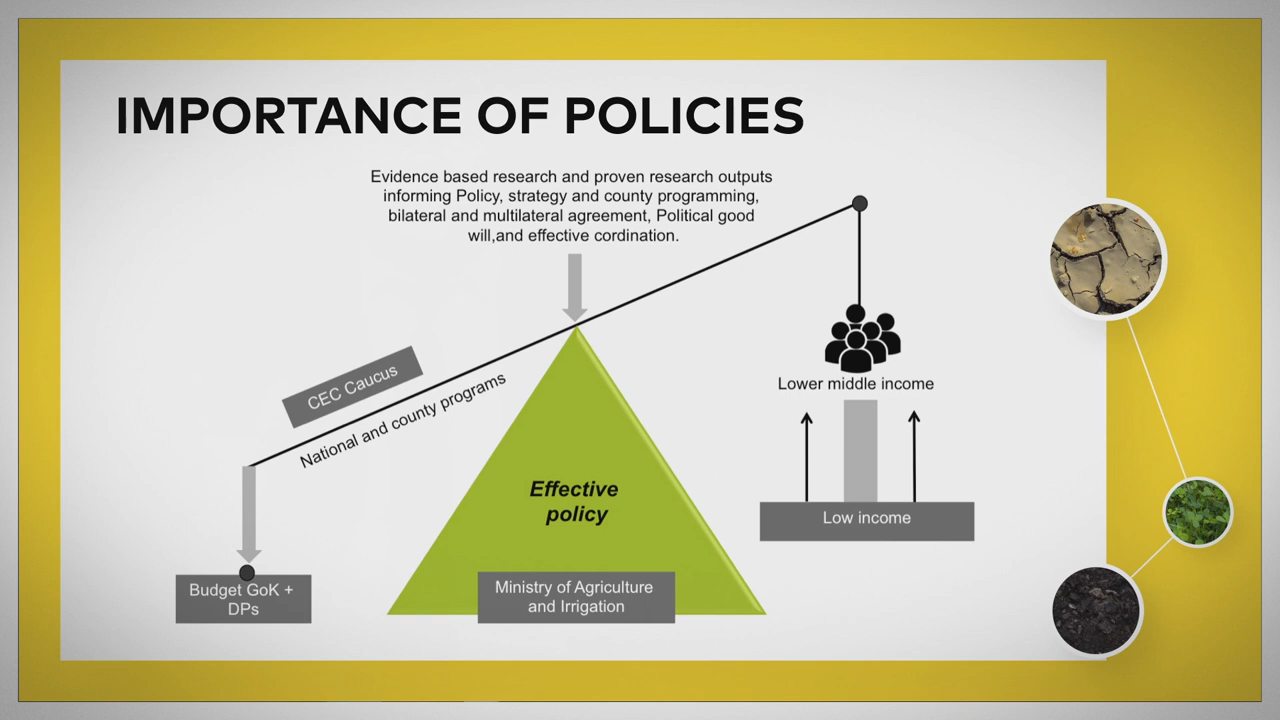 IMPORTANCE OF POLICIES
Evidence based research and proven research outputs
informing Policy, strategy and county programming,
bilateral and multilateral agreement, Political good
will,and effective cordination.
CEC Caucus
National and county programs
Lower middle income
Effective
policy
Low income
Budget GoK +
DPs
Ministry of Agriculture
and Irrigation